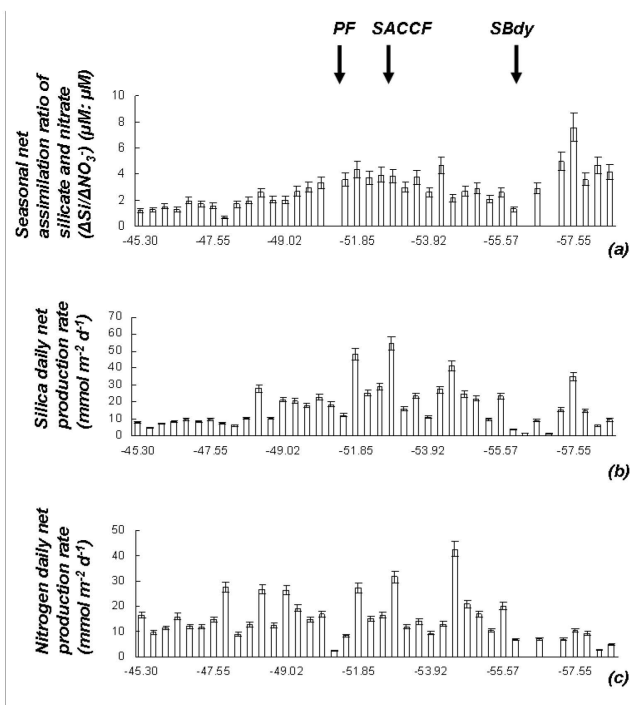 PF SACCF SBdy
Seasonal net
assimilation ratio of
silicate and nitrate
(ΔSi/ΔNO₃⁻) (µM: µM)
10
8
6
4
2
0
-45.30 -47.55 -49.02 -51.85 -53.92 -55.57 -57.55
(a)
Silica daily net
production rate
(mmol m⁻² d⁻¹)
70
60
50
40
30
20
10
0
-45.30 -47.55 -49.02 -51.85 -53.92 -55.57 -57.55
(b)
Nitrogen daily net
production rate
(mmol m⁻² d⁻¹)
50
40
30
20
10
0
-45.30 -47.55 -49.02 -51.85 -53.92 -55.57 -57.55
(c)